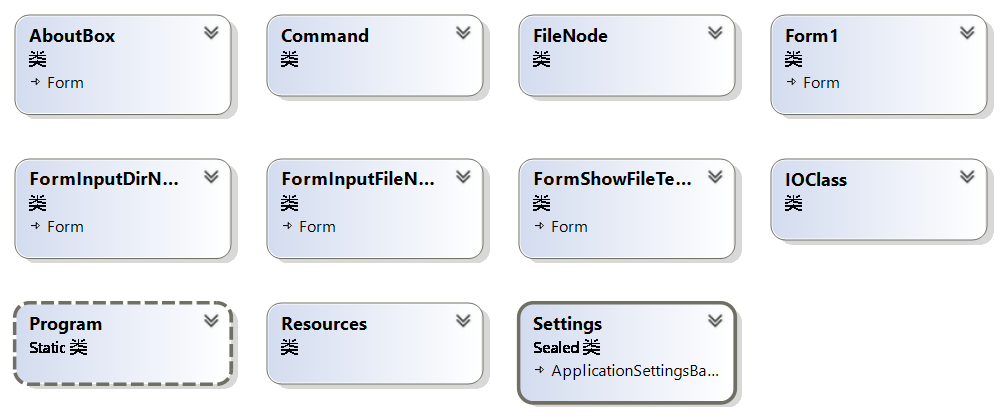 AboutBox
类
Form
Command
类
FileNode
类
Form1
类
Form
FormInputDirN...
类
Form
FormInputFileN...
类
Form
FormShowFileTe...
类
Form
IOClass
类
Program
Static 类
Resources
类
Settings
Sealed 类
ApplicationSettingsBa...